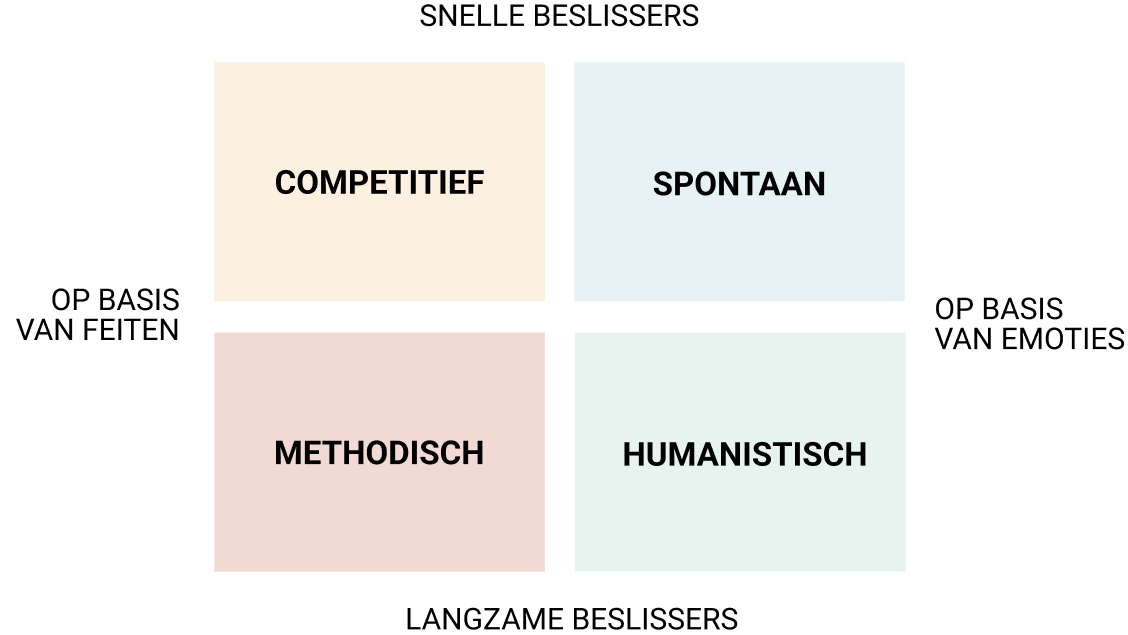 SNELLE BESLISSERS
COMPETITIEF
SPONTAAN
OP BASIS
VAN FEITEN
OP BASIS
VAN EMOTIES
METHODISCH
HUMANISTISCH
LANGZAME BESLISSERS